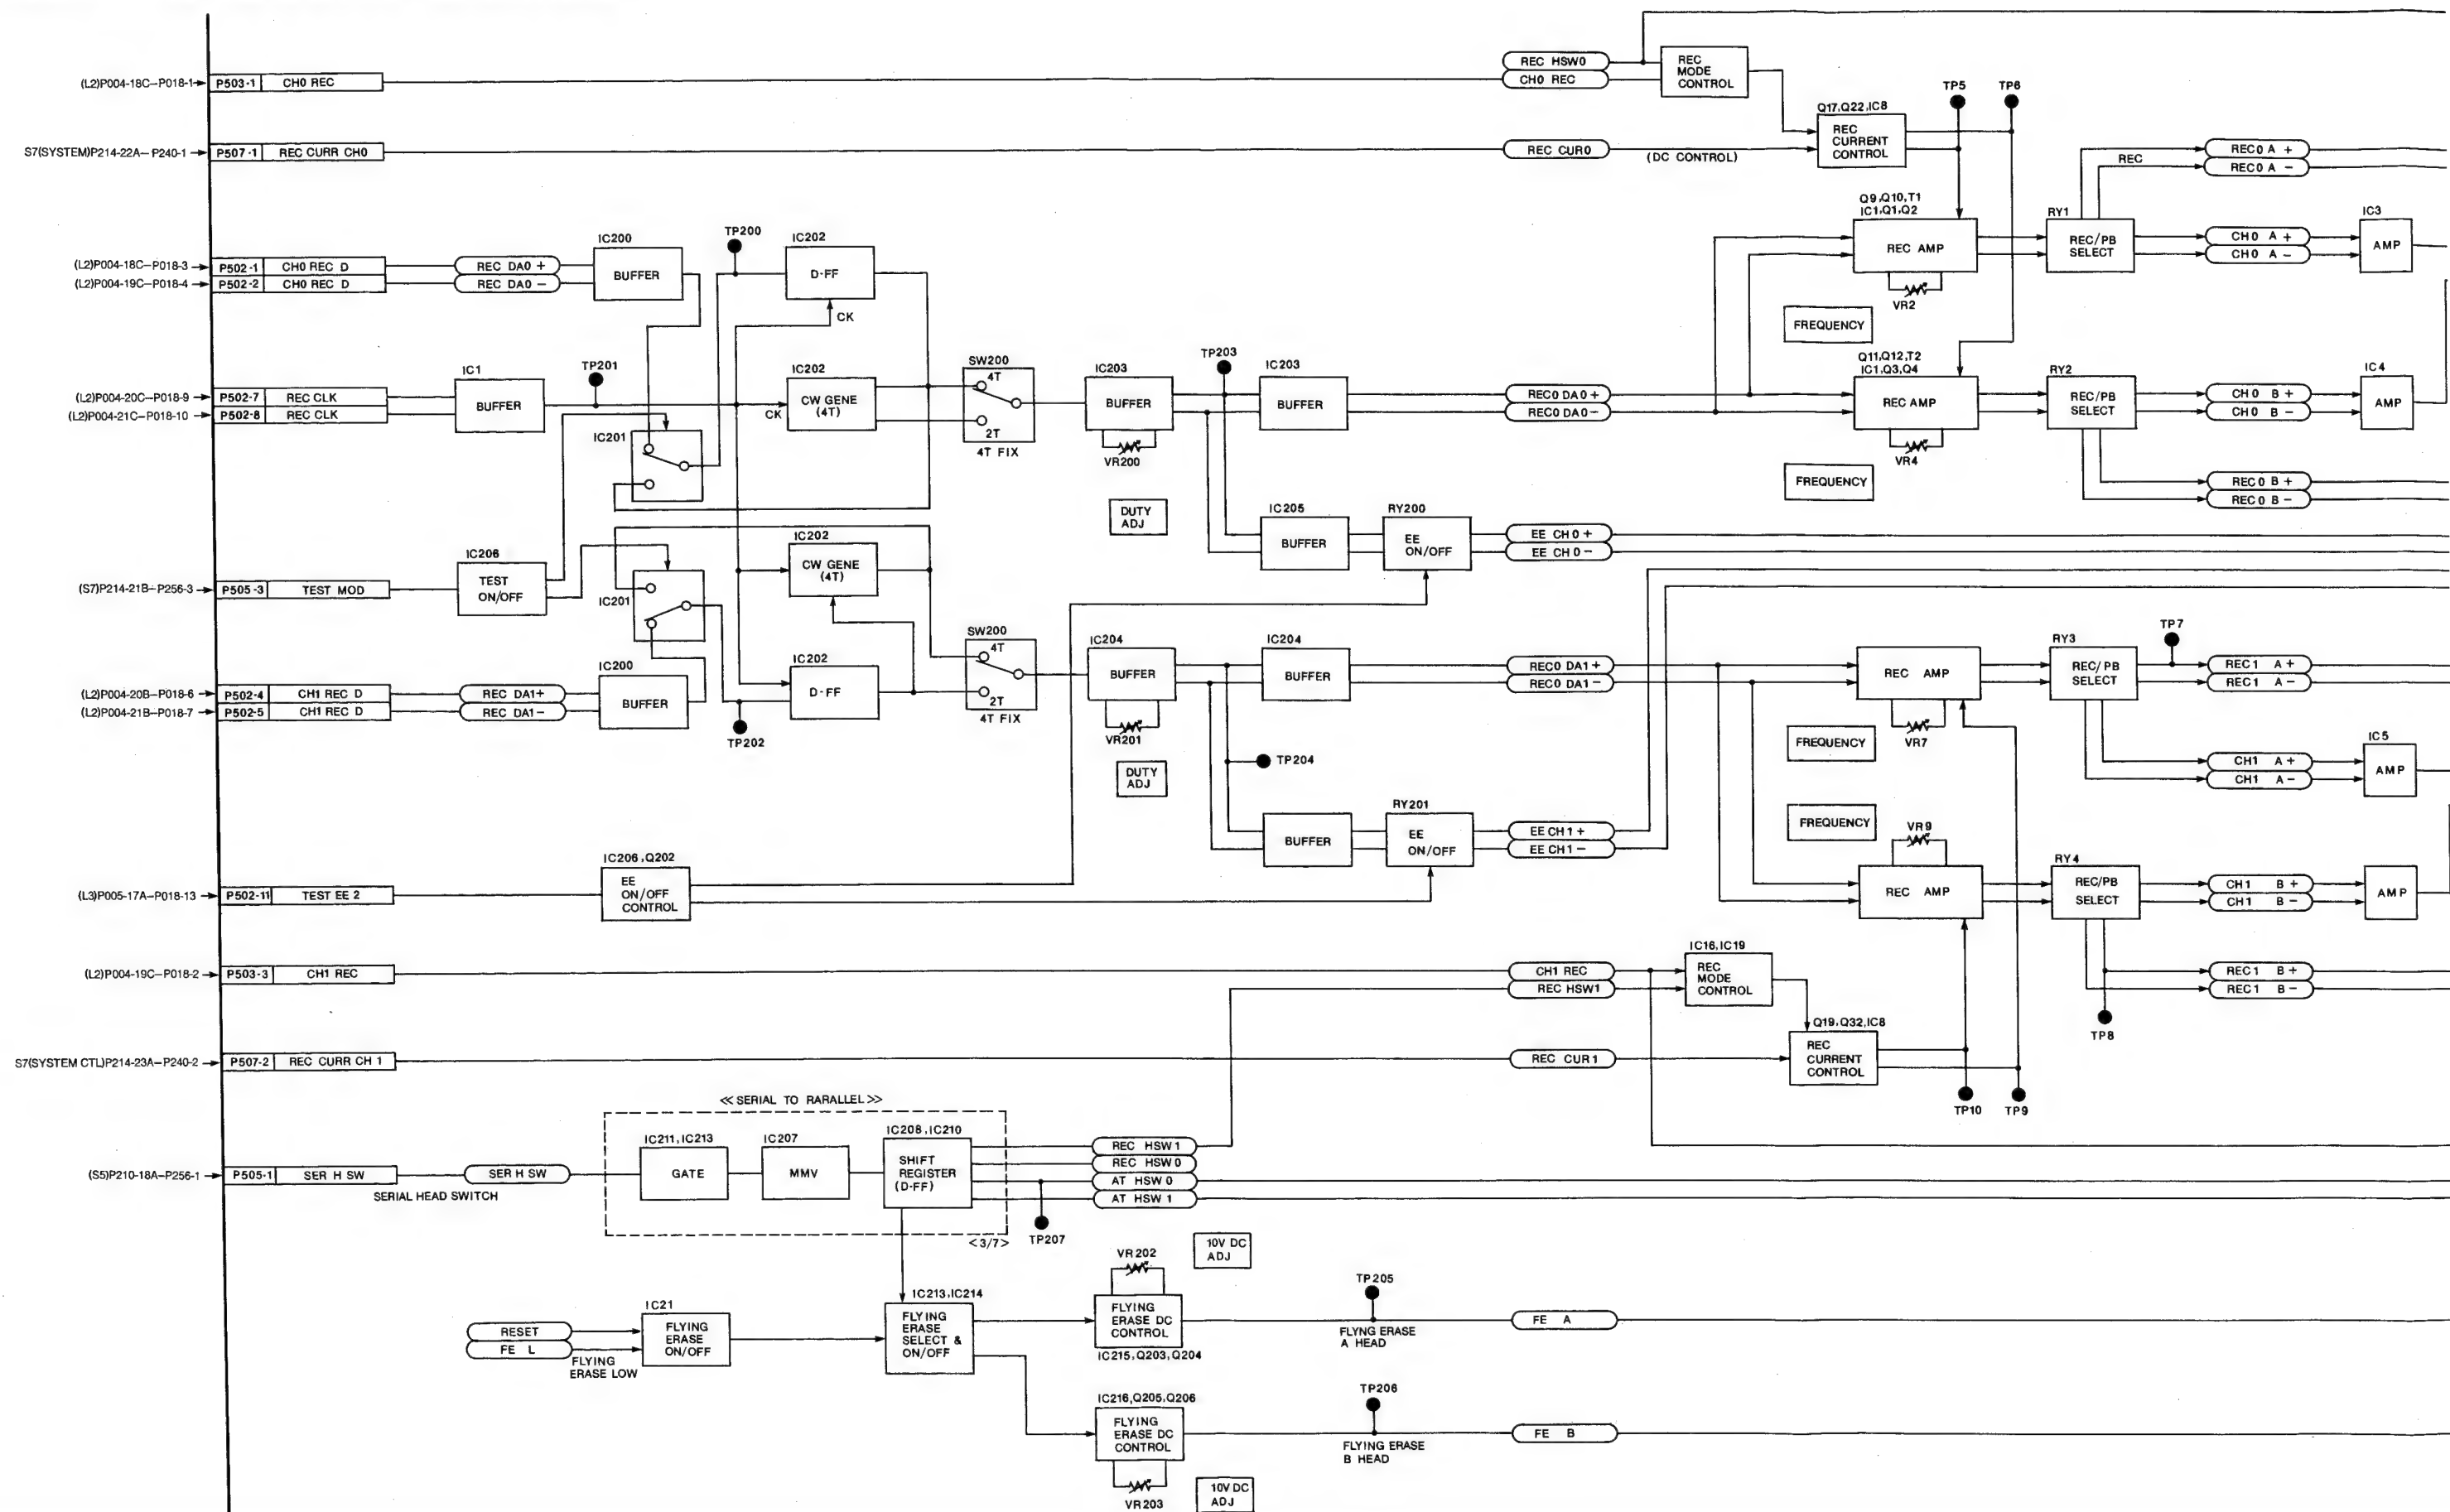 (L2)P004-18C-P018-1
P503-1 CH0 REC
REC HSW0
CH0 REC
REC
MODE
CONTROL
TP5
TP6
S7(SYSTEM)P214-22A-P240-1
P507-1 REC CURR CH0
REC CUR0
(DC CONTROL)
Q17,Q22,IC8
REC
CURRENT
CONTROL
REC
REC0 A +
REC0 A -
(L2)P004-18C-P018-3
P502-1 CH0 REC D
REC DA0 +
(L2)P004-19C-P018-4
P502-2 CH0 REC D
REC DA0 -
IC200
BUFFER
TP200
IC202
D-FF
CK
Q9,Q10,T1
IC1,Q1,Q2
REC AMP
VR2
FREQUENCY
RY1
REC/PB
SELECT
CH0 A +
CH0 A -
IC3
AMP
(L2)P004-20C-P018-9
P502-7 REC CLK
(L2)P004-21C-P018-10
P502-8 REC CLK
IC1
BUFFER
TP201
IC201
IC202
CW GENE
(4T)
CK
SW200
4T
2T
4T FIX
IC203
BUFFER
VR200
DUTY
ADJ
TP203
IC203
BUFFER
REC0 DA0 +
REC0 DA0 -
Q11,Q12,T2
IC1,Q3,Q4
REC AMP
VR4
FREQUENCY
RY2
REC/PB
SELECT
CH0 B +
CH0 B -
IC4
AMP
REC0 B +
REC0 B -
IC205
BUFFER
RY200
EE
ON/OFF
EE CH0 +
EE CH0 -
(S7)P214-21B-P256-3
P505-3 TEST MOD
IC206
TEST
ON/OFF
IC201
IC202
CW GENE
(4T)
(L2)P004-20B-P018-6
P502-4 CH1 REC D
REC DA1+
(L2)P004-21B-P018-7
P502-5 CH1 REC D
REC DA1-
IC200
BUFFER
TP202
IC202
D-FF
SW200
4T
2T
4T FIX
IC204
BUFFER
VR201
DUTY
ADJ
IC204
BUFFER
TP204
REC0 DA1+
REC0 DA1-
REC AMP
VR7
FREQUENCY
RY3
REC/PB
SELECT
TP7
REC1 A +
REC1 A -
CH1 A +
CH1 A -
IC5
AMP
BUFFER
RY201
EE
ON/OFF
EE CH1 +
EE CH1 -
FREQUENCY
VR9
REC AMP
RY4
REC/PB
SELECT
CH1 B +
CH1 B -
AMP
(L3)P005-17A-P018-13
P502-11 TEST EE 2
IC206,Q202
EE
ON/OFF
CONTROL
(L2)P004-19C-P018-2
P503-3 CH1 REC
CH1 REC
REC HSW1
IC16,IC19
REC
MODE
CONTROL
REC1 B +
REC1 B -
TP8
S7(SYSTEM CTL)P214-23A-P240-2
P507-2 REC CURR CH 1
REC CUR1
Q19,Q32,IC8
REC
CURRENT
CONTROL
TP10
TP9
<<SERIAL TO RARALLEL>>
(S5)P210-18A-P256-1
P505-1 SER H SW
SER H SW
SERIAL HEAD SWITCH
IC211,IC213
GATE
IC207
MMV
IC208,IC210
SHIFT
REGISTER
(D-FF)
<3/7>
REC HSW1
REC HSW0
AT HSW0
AT HSW 1
TP207
RESET
FE L
FLYING
ERASE LOW
IC21
FLYING
ERASE
ON/OFF
IC213,IC214
FLYING
ERASE
SELECT &
ON/OFF
VR202
10V DC
ADJ
FLYING
ERASE DC
CONTROL
IC215,Q203,Q204
TP205
FLYNG ERASE
A HEAD
FE A
IC216,Q205,Q206
FLYING
ERASE DC
CONTROL
VR203
10V DC
ADJ
TP206
FLYING ERASE
B HEAD
FE B